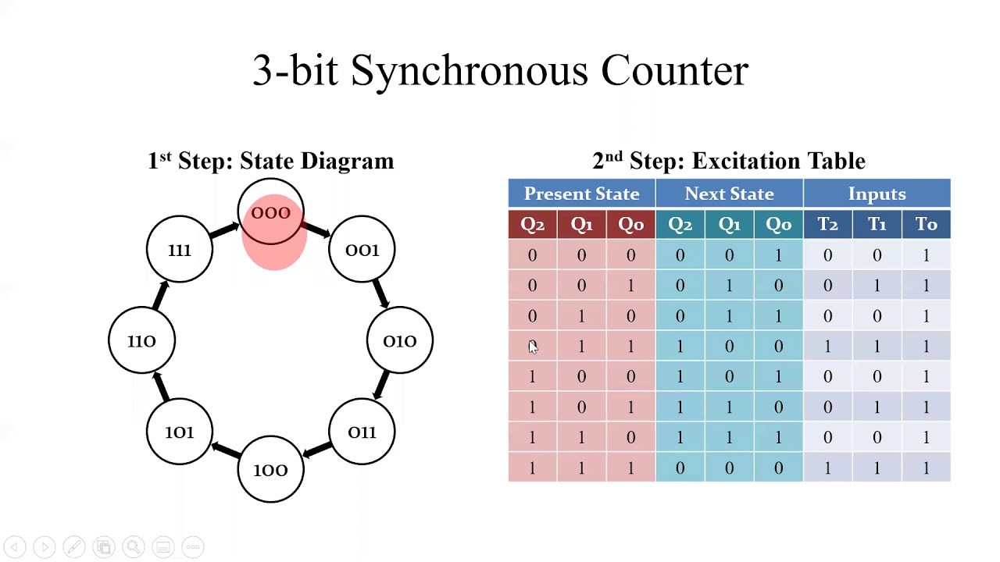 3-bit Synchronous Counter
1st Step: State Diagram
000
001
010
011
100
101
110
111
2nd Step: Excitation Table
Present State Next State Inputs
Q2 Q1 Q0 Q2 Q1 Q0 T2 T1 T0
0 0 0 0 0 1 0 0 1
0 0 1 0 1 0 0 1 1
0 1 0 0 1 1 0 0 1
0 1 1 1 0 0 1 1 1
1 0 0 1 0 1 0 0 1
1 0 1 1 1 0 0 1 1
1 1 0 1 1 1 0 0 1
1 1 1 0 0 0 1 1 1